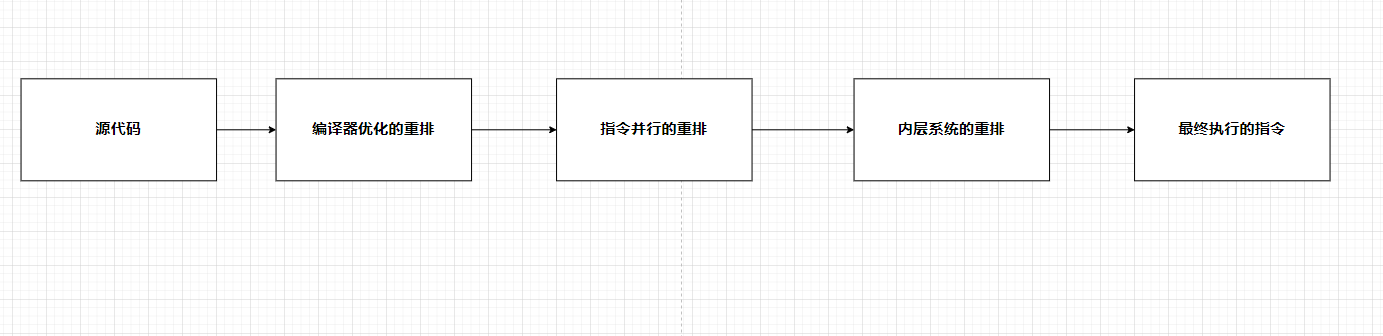 源代码
编译器优化的重排
指令并行的重排
内层系统的重排
最终执行的指令